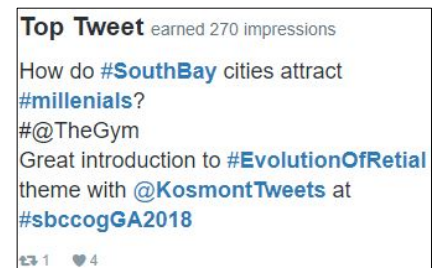 Top Tweet earned 270 impressions
How do #SouthBay cities attract
#millenials?
#@TheGym
Great introduction to #EvolutionOfRetial
theme with @KosmontTweets at
#sbccogGA2018
1 4